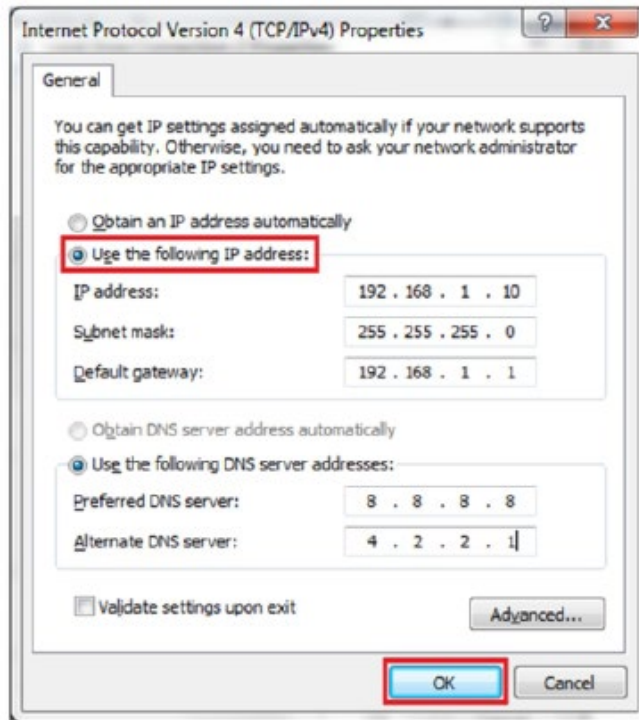 Internet Protocol Version 4 (TCP/IPv4) Properties
General
You can get IP settings assigned automatically if your network supports
this capability. Otherwise, you need to ask your network administrator
for the appropriate IP settings.
Obtain an IP address automatically
Use the following IP address:
IP address: 192 . 168 . 1 . 10
Subnet mask: 255 . 255 . 255 . 0
Default gateway: 192 . 168 . 1 . 1
Obtain DNS server address automatically
Use the following DNS server addresses:
Preferred DNS server: 8 . 8 . 8 . 8
Alternate DNS server: 4 . 2 . 2 . 1
Validate settings upon exit
Advanced...
OK Cancel